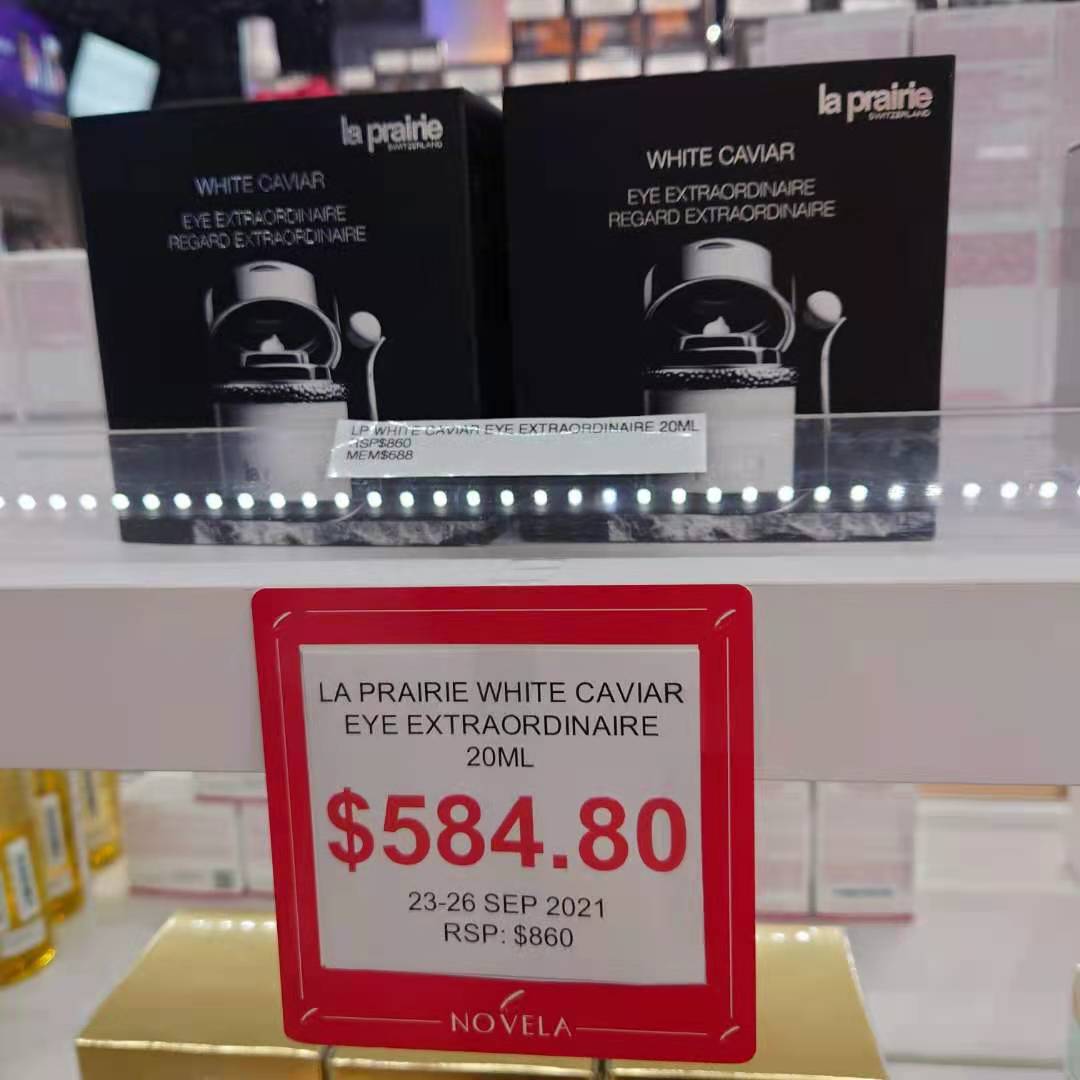 la prairie
SWITZERLAND
WHITE CAVIAR
EYE EXTRAORDINAIRE
REGARD EXTRAORDINAIRE
la prairie
SWITZERLAND
WHITE CAVIAR
EYE EXTRAORDINAIRE
REGARD EXTRAORDINAIRE
LP WHITE CAVIAR EYE EXTRAORDINAIRE 20ML
RSP$860
MEM$688
LA PRAIRIE WHITE CAVIAR
EYE EXTRAORDINAIRE
20ML
$584.80
23-26 SEP 2021
RSP: $860
NOVELA